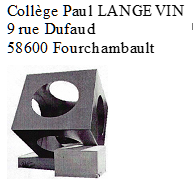 Collège Paul LANGEVIN
9 rue Dufaud
58600 Fourchambault